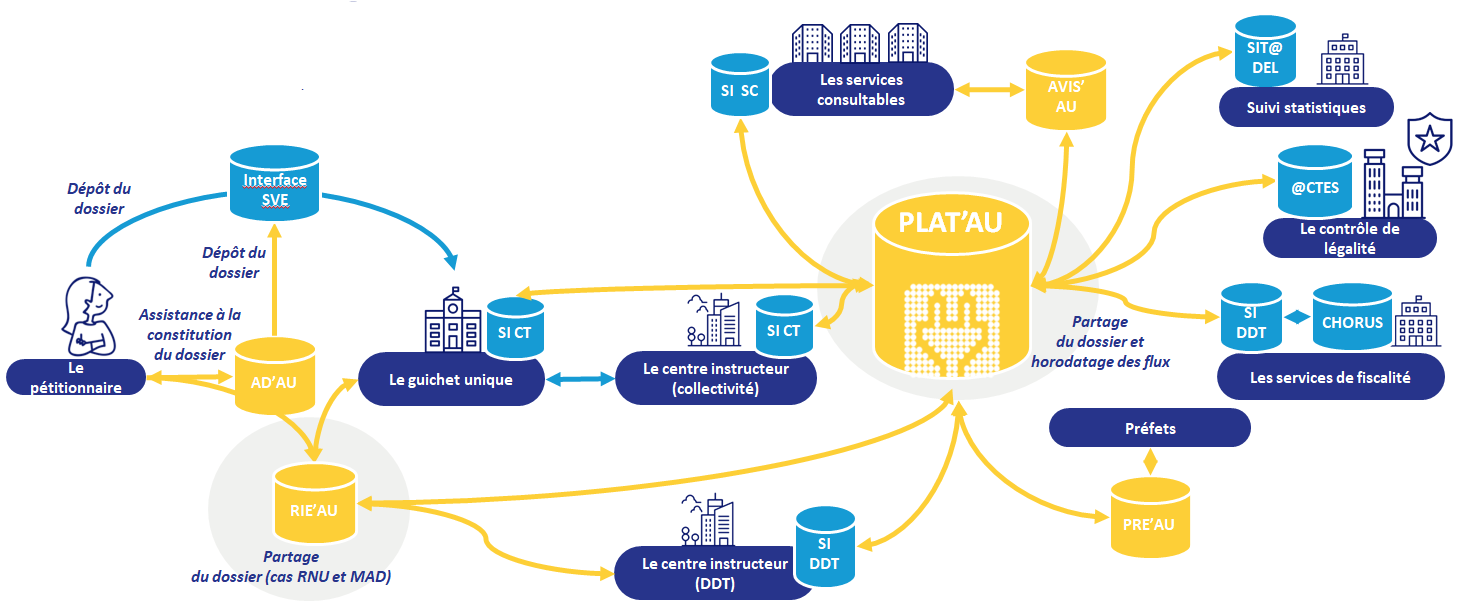 SIT@
DEL
Suivi statistiques
SI SC
Les services
consultables
AVIS’
AU
@CTES
Le contrôle de
légalité
Interface
SVE
Dépôt du
dossier
Dépôt du
dossier
PLAT’AU
Assistance à la
constitution
du dossier
Le
pétitionnaire
AD’AU
SI CT
Le guichet unique
SI CT
Le centre instructeur
(collectivité)
Partage
du dossier et
horodatage des flux
SI
DDT
CHORUS
Les services de fiscalité
Préfets
PRE’AU
RIE’AU
Partage
du dossier (cas RNU et MAD)
Le centre instructeur
(DDT)
SI
DDT